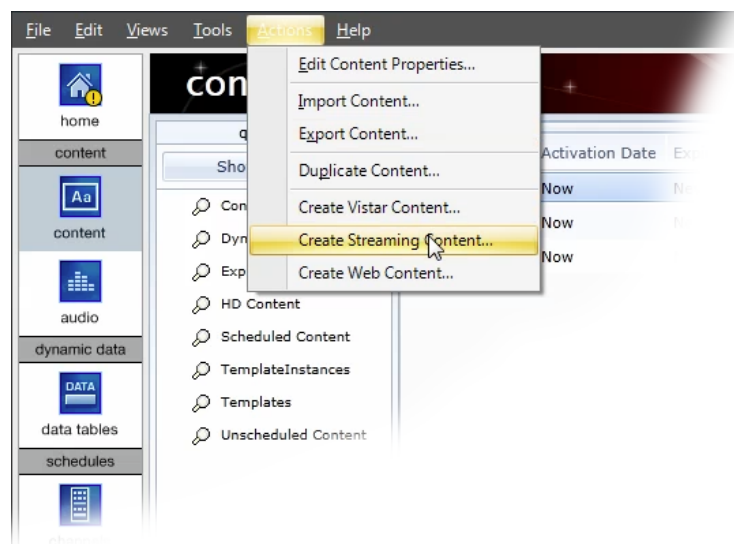 File Edit Views Tools Actions Help
home
content
content
audio
dynamic data
data tables
schedules
Aa
DATA
con
Edit Content Properties...
Import Content...
Export Content...
Duplicate Content...
Create Vistar Content...
Create Streaming Content...
Create Web Content...
q
Sho
Con
Dyn
Exp
HD Content
Scheduled Content
TemplateInstances
Templates
Unscheduled Content
Activation Date
Now
Now
Now